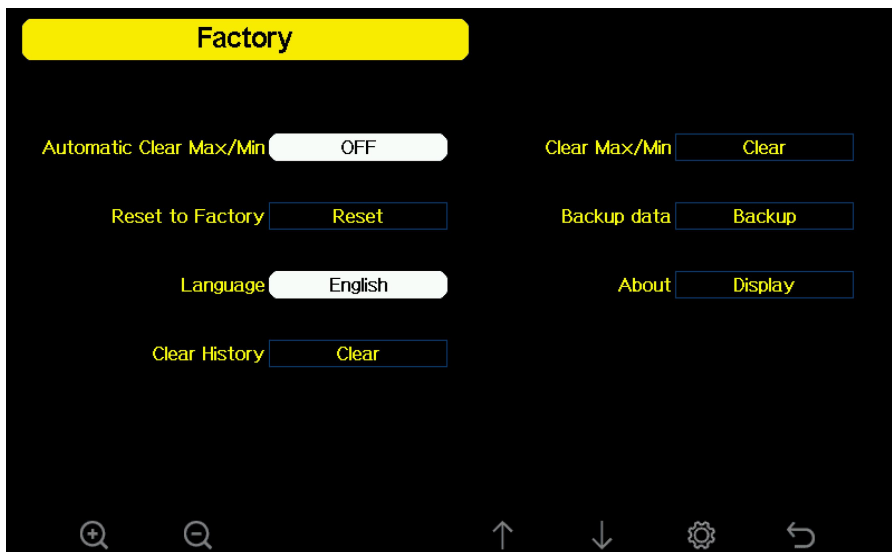 Factory
Automatic Clear Max/Min OFF Clear Max/Min Clear
Reset to Factory Reset Backup data Backup
Language English About Display
Clear History Clear